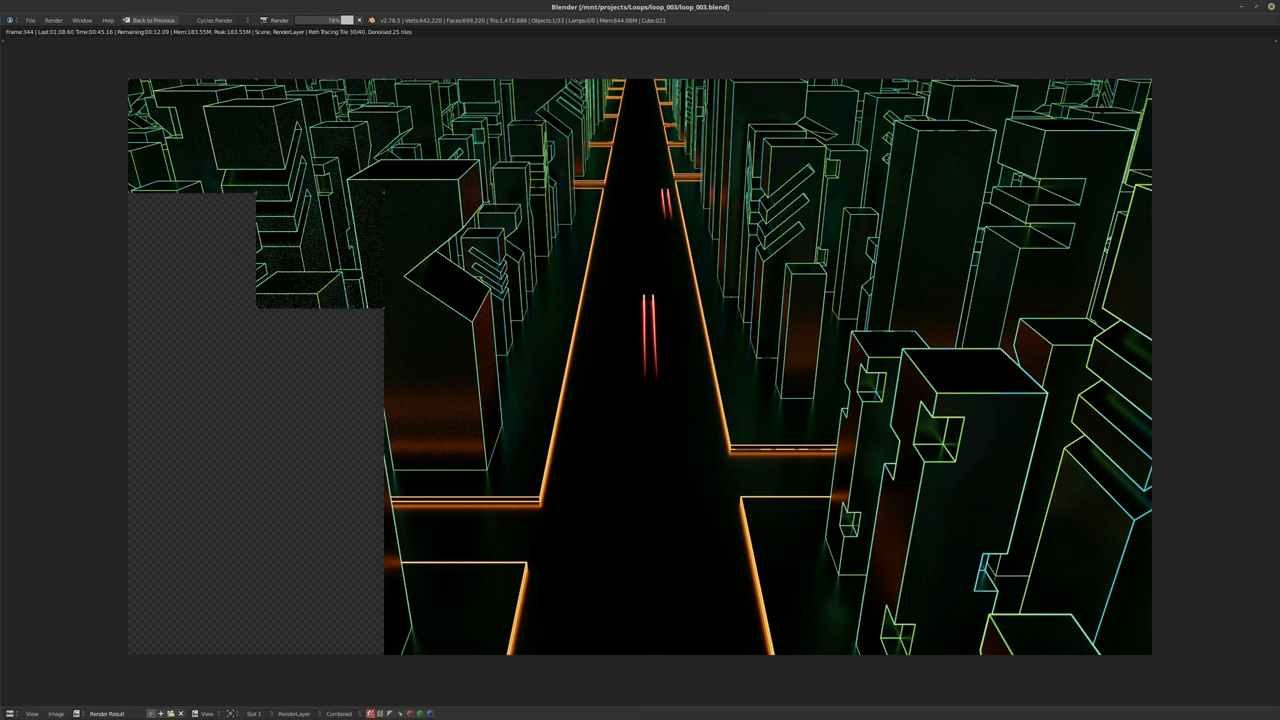 Blender [/mnt/projects/Loops/loop_003/loop_003.blend]
File Render Window Help Back to Previous Cycles Render Render 78% v2.78.5 | Verts:642,220 | Faces:699,220 | Tris:1,472,888 | Objects:1/33 | Lamps:0/0 | Mem:644.06M | Cube.021
Frame:344 | Last:01:08.60 Time:00:45.16 | Remaining:00:12.09 | Mem:183.55M, Peak:183.55M | Scene, RenderLayer | Path Tracing Tile 30/40, Denoised 25 tiles
View Image Render Result F View Slot 1 RenderLayer Combined